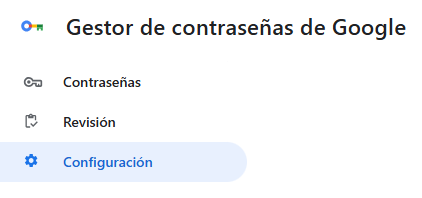 Gestor de contraseñas de Google
Contraseñas
Revisión
Configuración